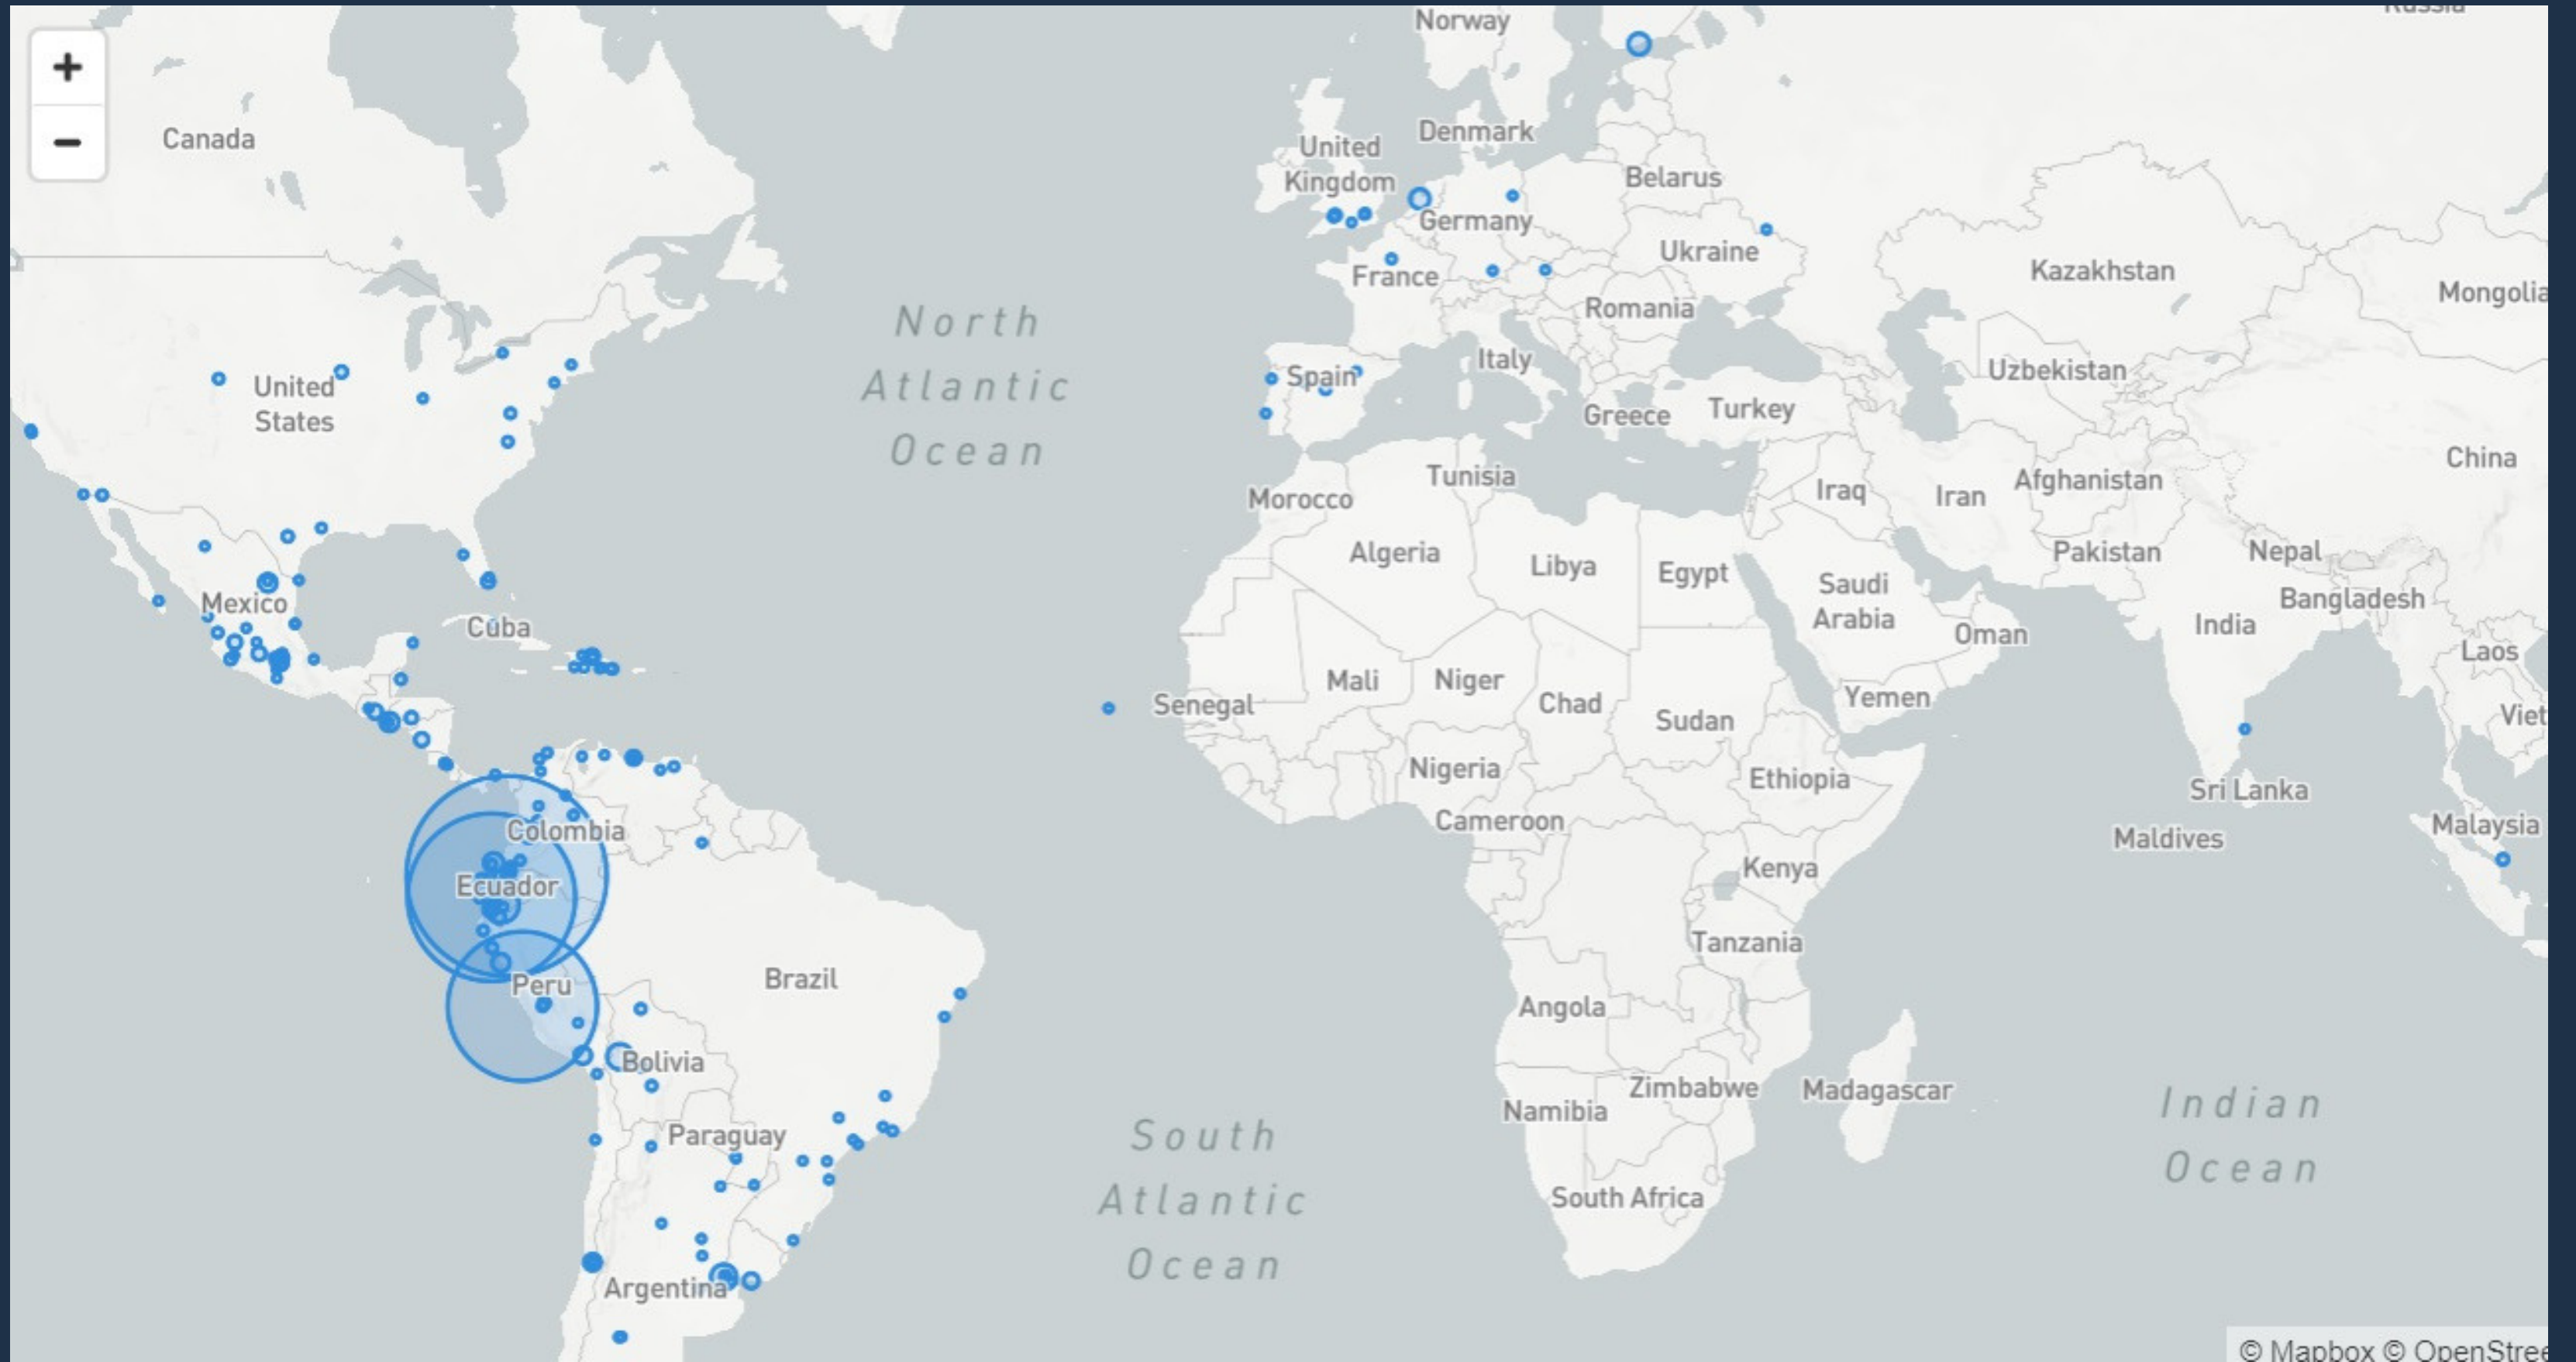 Norway
Russia
+
−
Canada
United
Kingdom
Denmark
Belarus
Germany
Ukraine
France
Kazakhstan
Mongolia
Romania
North
Atlantic
Ocean
Italy
Spain
Uzbekistan
United
States
Greece
Turkey
China
Tunisia
Morocco
Iraq
Iran
Afghanistan
Algeria
Libya
Egypt
Pakistan
Nepal
Saudi
Arabia
Bangladesh
Mexico
Cuba
India
Oman
Laos
Mali
Niger
Chad
Senegal
Yemen
Sudan
Viet
Nigeria
Ethiopia
Sri Lanka
Cameroon
Malaysia
Maldives
Colombia
Kenya
Ecuador
Tanzania
Brazil
Peru
Angola
Bolivia
Zimbabwe
Madagascar
Namibia
Indian
Ocean
Paraguay
South
Atlantic
Ocean
South Africa
Argentina
© Mapbox © OpenStree